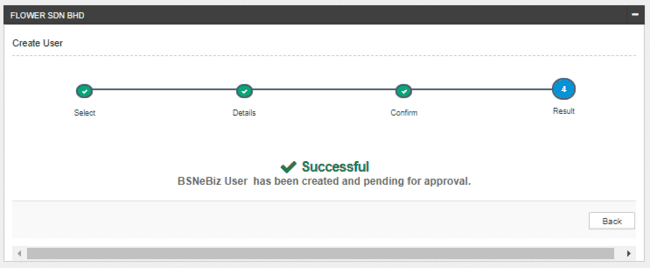 FLOWER SDN BHD
Create User
4
Select
Details
Confirm
Result
Successful
BSNeBiz User has been created and pending for approval.
Back